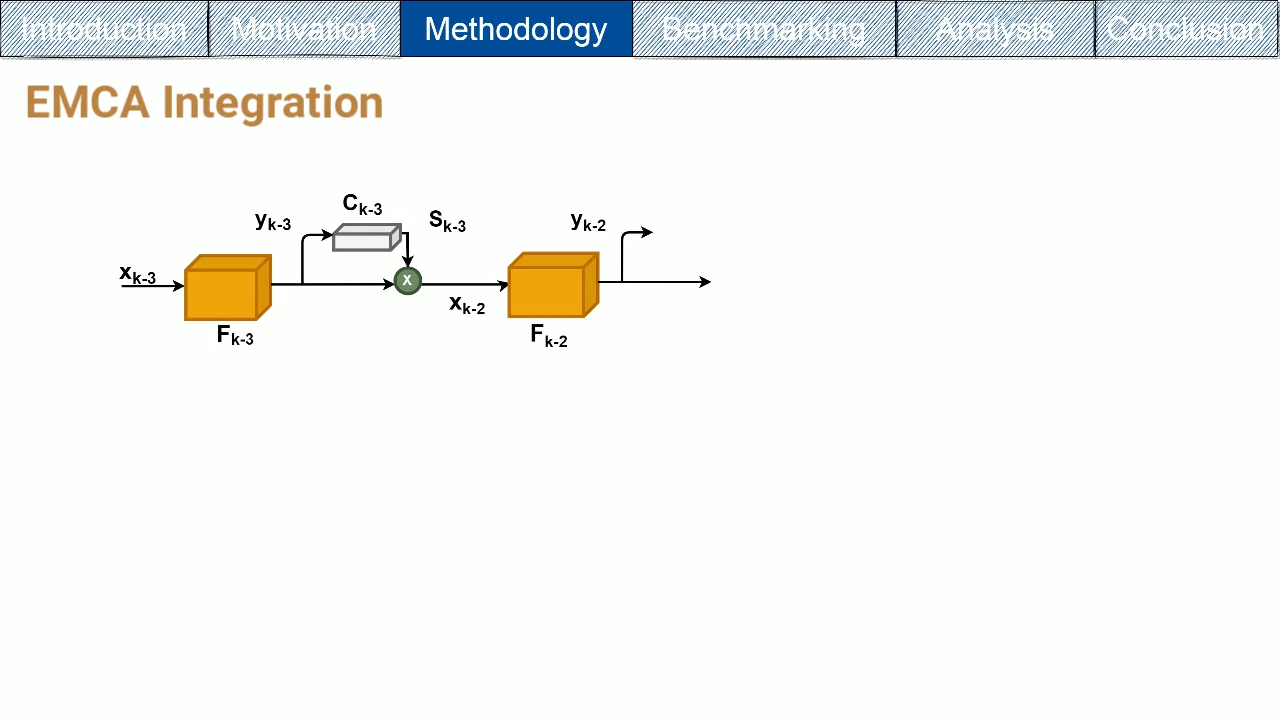 Introduction Motivation Methodology Benchmarking Analysis Conclusion
EMCA Integration
Ck-3
yk-3 Sk-3 yk-2
xk-3 x
xk-2
Fk-3 Fk-2